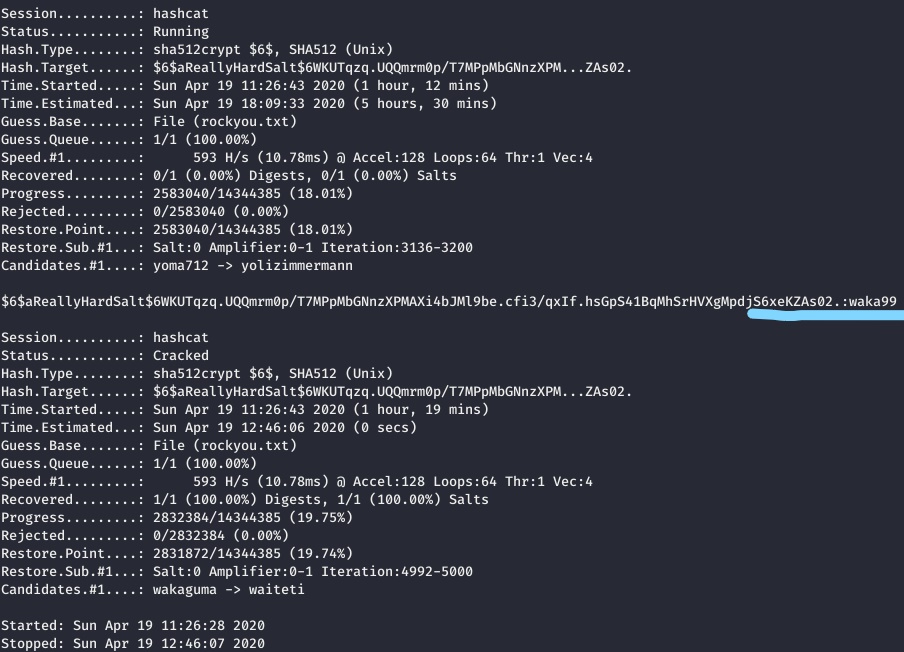 Session..........: hashcat
Status...........: Running
Hash.Type........: sha512crypt $6$, SHA512 (Unix)
Hash.Target......: $6$aReallyHardSalt$6WKUTqzq.UQQmrm0p/T7MPpMbGNnzXPM...ZAs02.
Time.Started.....: Sun Apr 19 11:26:43 2020 (1 hour, 12 mins)
Time.Estimated...: Sun Apr 19 18:09:33 2020 (5 hours, 30 mins)
Guess.Base.......: File (rockyou.txt)
Guess.Queue......: 1/1 (100.00%)
Speed.#1.........:      593 H/s (10.78ms) @ Accel:128 Loops:64 Thr:1 Vec:4
Recovered........: 0/1 (0.00%) Digests, 0/1 (0.00%) Salts
Progress.........: 2583040/14344385 (18.01%)
Rejected.........: 0/2583040 (0.00%)
Restore.Point....: 2583040/14344385 (18.01%)
Restore.Sub.#1...: Salt:0 Amplifier:0-1 Iteration:3136-3200
Candidates.#1....: yoma712 -> yolizimmermann
$6$aReallyHardSalt$6WKUTqzq.UQQmrm0p/T7MPpMbGNnzXPMAXi4bJMl9be.cfi3/qxIf.hsGpS41BqMhSrHVXgMpdjS6xeKZAs02.:waka99
Session..........: hashcat
Status...........: Cracked
Hash.Type........: sha512crypt $6$, SHA512 (Unix)
Hash.Target......: $6$aReallyHardSalt$6WKUTqzq.UQQmrm0p/T7MPpMbGNnzXPM...ZAs02.
Time.Started.....: Sun Apr 19 11:26:43 2020 (1 hour, 19 mins)
Time.Estimated...: Sun Apr 19 12:46:06 2020 (0 secs)
Guess.Base.......: File (rockyou.txt)
Guess.Queue......: 1/1 (100.00%)
Speed.#1.........:      593 H/s (10.78ms) @ Accel:128 Loops:64 Thr:1 Vec:4
Recovered........: 1/1 (100.00%) Digests, 1/1 (100.00%) Salts
Progress.........: 2832384/14344385 (19.75%)
Rejected.........: 0/2832384 (0.00%)
Restore.Point....: 2831872/14344385 (19.74%)
Restore.Sub.#1...: Salt:0 Amplifier:0-1 Iteration:4992-5000
Candidates.#1....: wakaguma -> waiteti
Started: Sun Apr 19 11:26:28 2020
Stopped: Sun Apr 19 12:46:07 2020